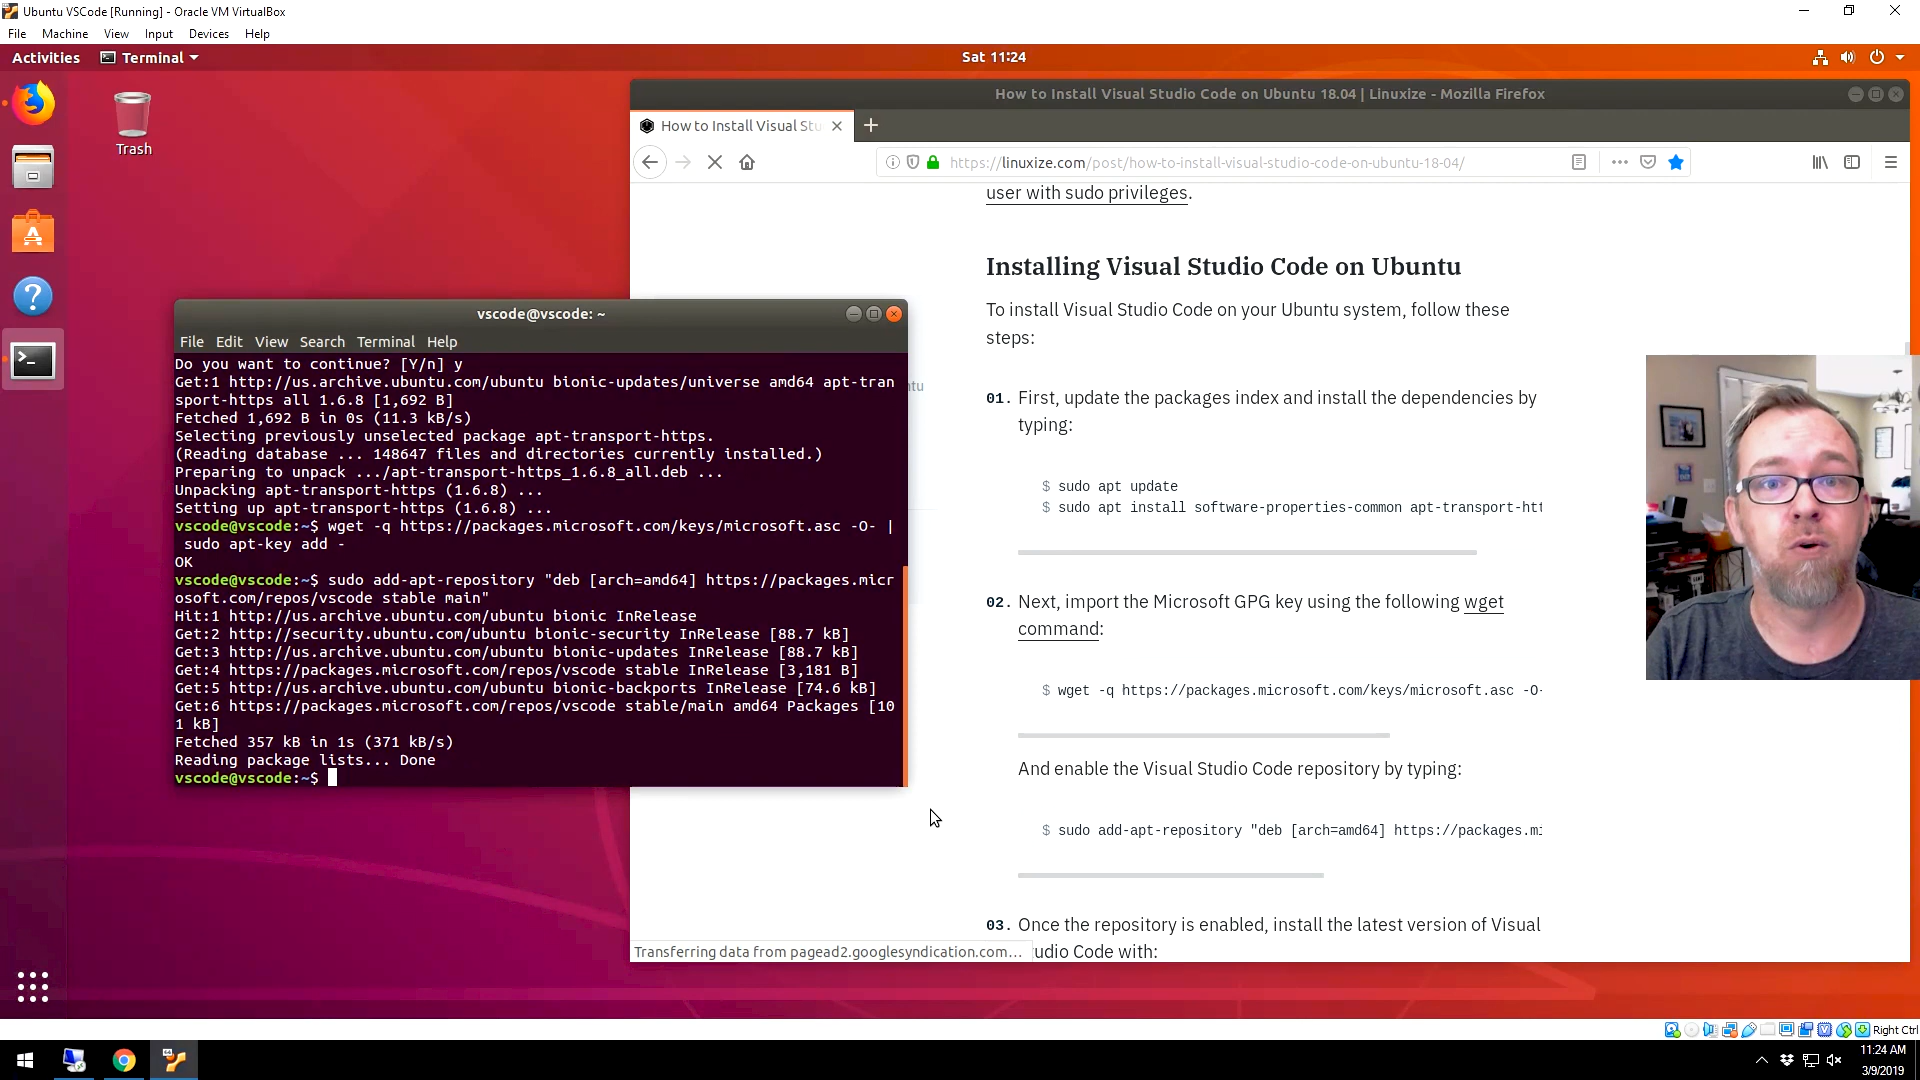 Ubuntu VSCode [Running] - Oracle VM VirtualBox
File Machine View Input Devices Help
Activities Terminal Sat 11:24
Trash
How to Install Visual Studio Code on Ubuntu 18.04 | Linuxize - Mozilla Firefox
How to Install Visual Stu
https://linuxize.com/post/how-to-install-visual-studio-code-on-ubuntu-18-04/
user with sudo privileges.
Installing Visual Studio Code on Ubuntu
To install Visual Studio Code on your Ubuntu system, follow these
steps:
01. First, update the packages index and install the dependencies by
typing:
$ sudo apt update
$ sudo apt install software-properties-common apt-transport-htt
02. Next, import the Microsoft GPG key using the following wget
command:
$ wget -q https://packages.microsoft.com/keys/microsoft.asc -O-
And enable the Visual Studio Code repository by typing:
$ sudo add-apt-repository "deb [arch=amd64] https://packages.mi
03. Once the repository is enabled, install the latest version of Visual
tudio Code with:
Transferring data from pagead2.googlesyndication.com…
vscode@vscode: ~
File Edit View Search Terminal Help
Do you want to continue? [Y/n] y
Get:1 http://us.archive.ubuntu.com/ubuntu bionic-updates/universe amd64 apt-tran
sport-https all 1.6.8 [1,692 B]
Fetched 1,692 B in 0s (11.3 kB/s)
Selecting previously unselected package apt-transport-https.
(Reading database ... 148647 files and directories currently installed.)
Preparing to unpack .../apt-transport-https_1.6.8_all.deb ...
Unpacking apt-transport-https (1.6.8) ...
Setting up apt-transport-https (1.6.8) ...
vscode@vscode:~$ wget -q https://packages.microsoft.com/keys/microsoft.asc -O- |
sudo apt-key add -
OK
vscode@vscode:~$ sudo add-apt-repository "deb [arch=amd64] https://packages.micr
osoft.com/repos/vscode stable main"
Hit:1 http://us.archive.ubuntu.com/ubuntu bionic InRelease
Get:2 http://security.ubuntu.com/ubuntu bionic-security InRelease [88.7 kB]
Get:3 http://us.archive.ubuntu.com/ubuntu bionic-updates InRelease [88.7 kB]
Get:4 https://packages.microsoft.com/repos/vscode stable InRelease [3,181 B]
Get:5 http://us.archive.ubuntu.com/ubuntu bionic-backports InRelease [74.6 kB]
Get:6 https://packages.microsoft.com/repos/vscode stable/main amd64 Packages [10
1 kB]
Fetched 357 kB in 1s (371 kB/s)
Reading package lists... Done
vscode@vscode:~$
ntu
Right Ctrl
11:24 AM
3/9/2019